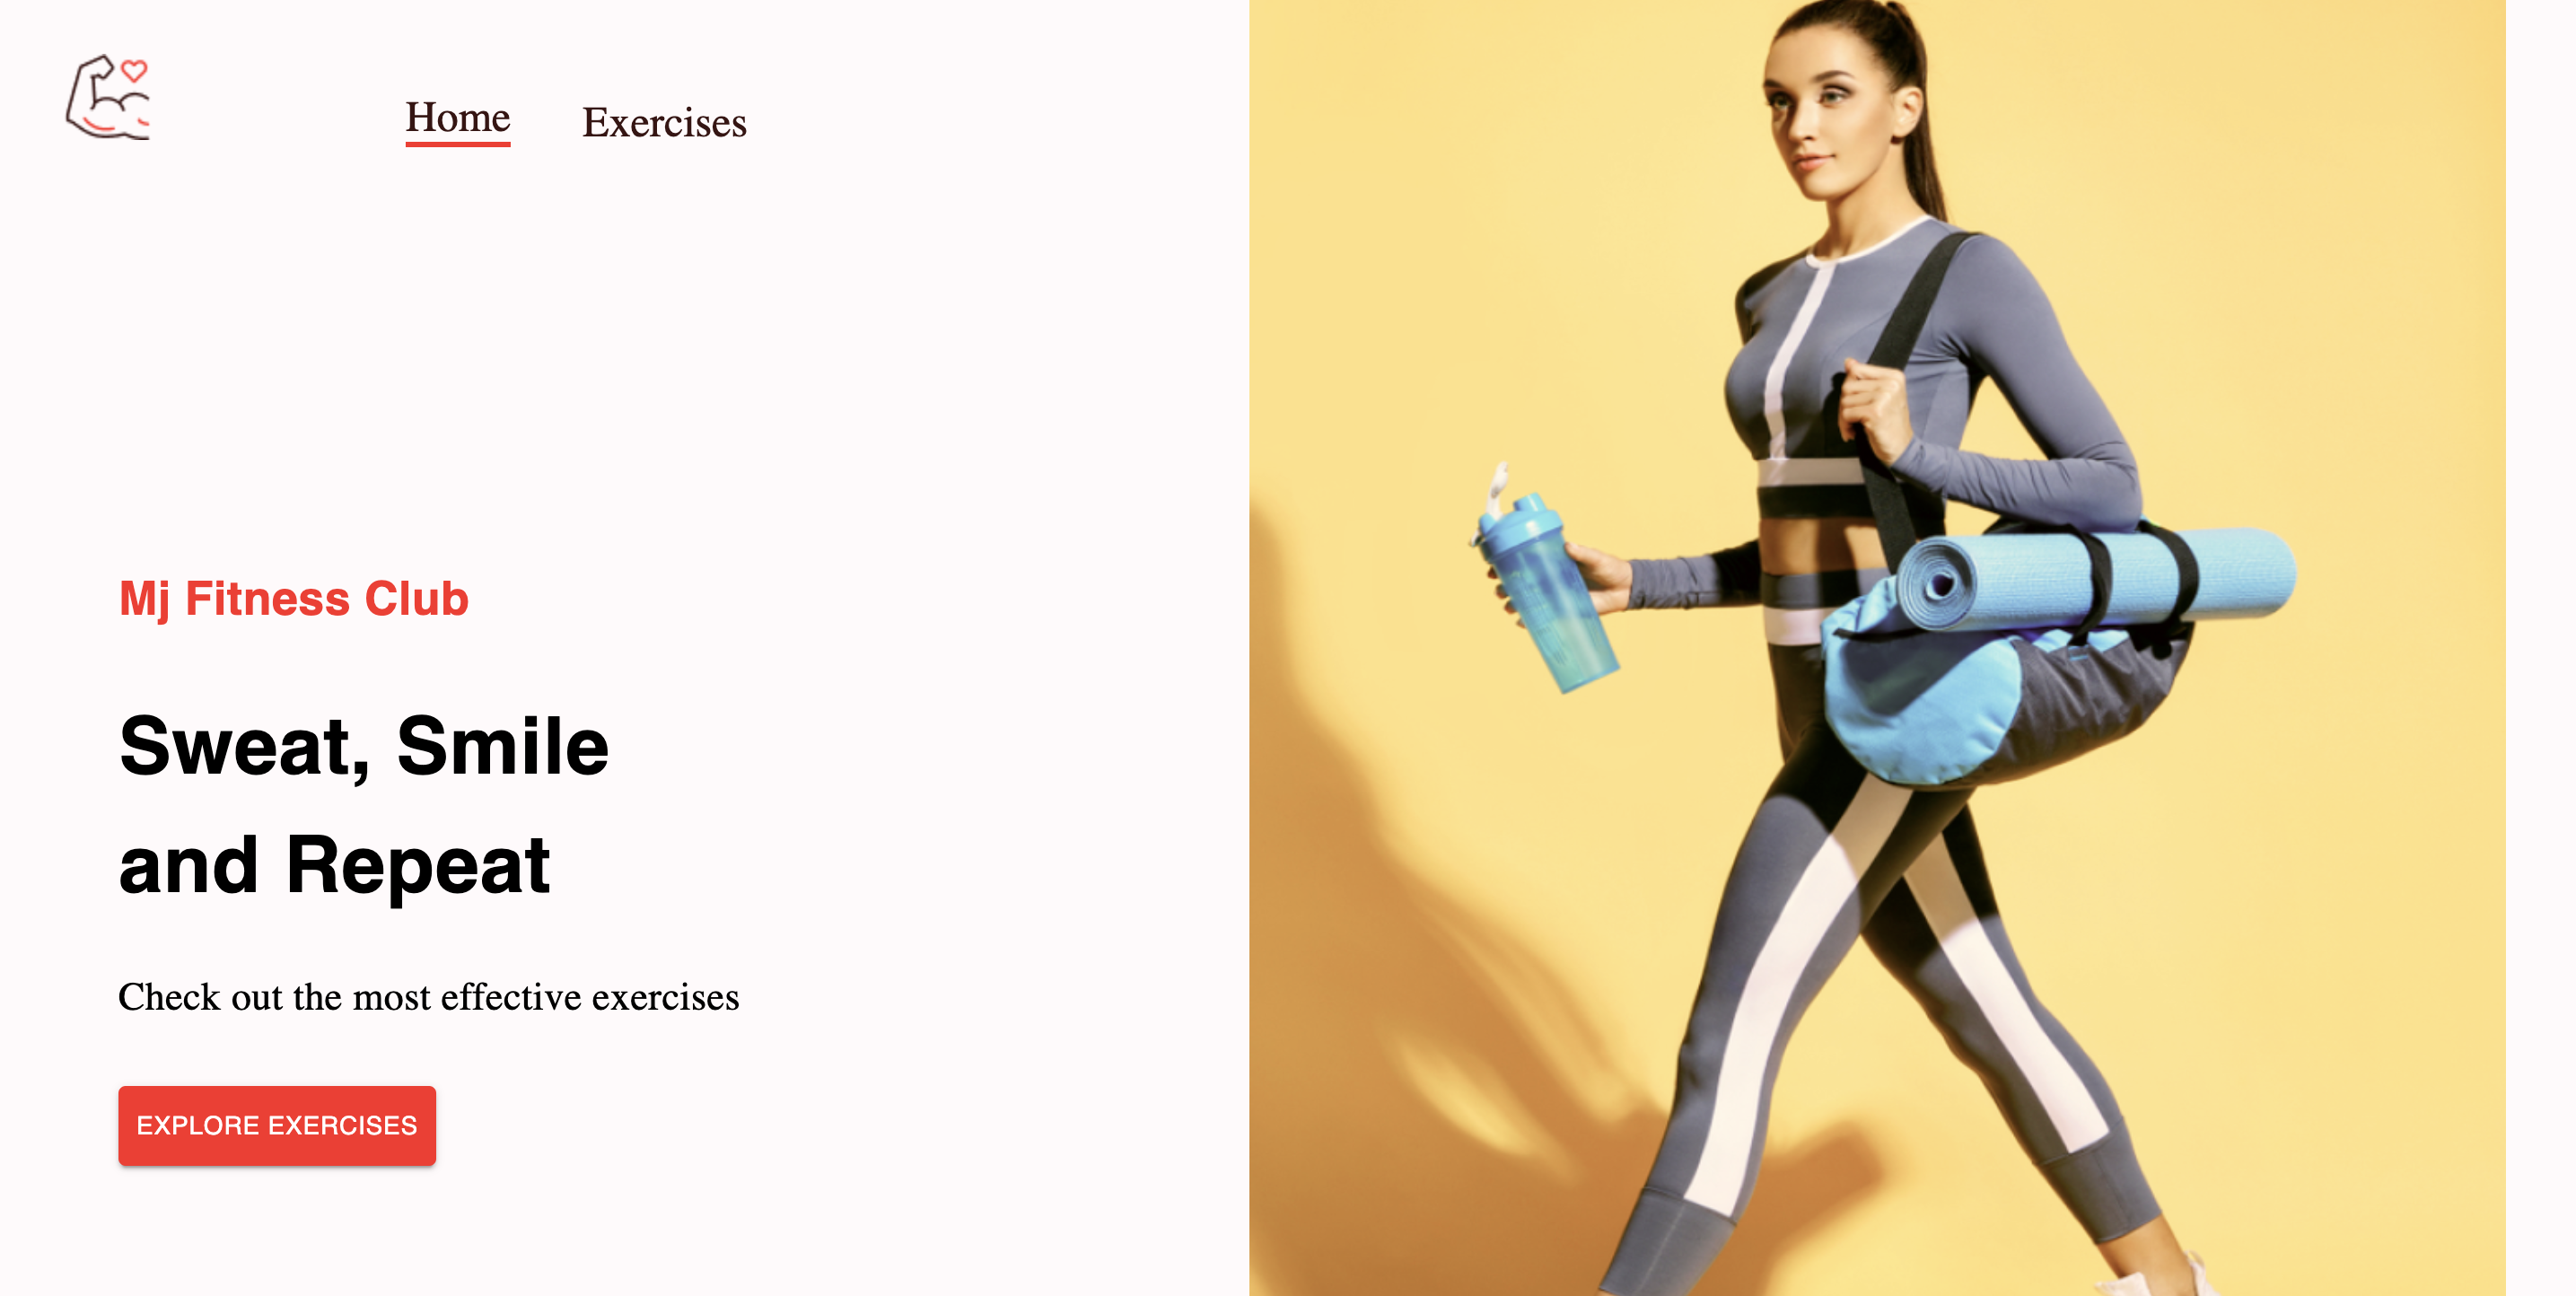 Home
Exercises
Mj Fitness Club
Sweat, Smile
and Repeat
Check out the most effective exercises
EXPLORE EXERCISES